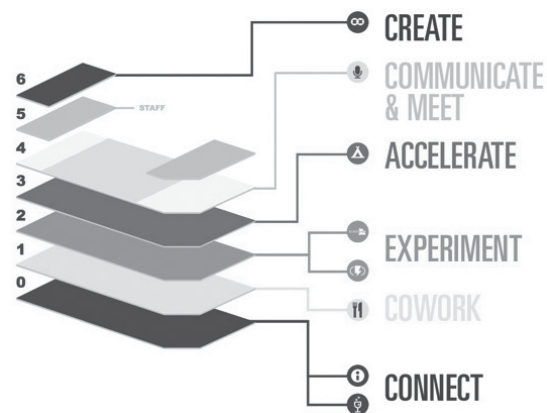 CREATE
COMMUNICATE
& MEET
6
5
STAFF
4
ACCELERATE
3
2
EXPERIMENT
1
0
COWORK
CONNECT